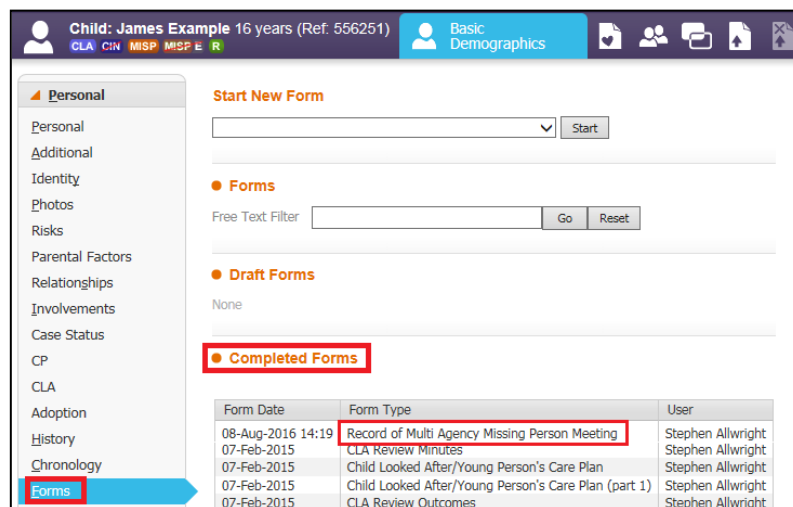 Child: James Example 16 years (Ref: 556251)
CLA CIN MISP MISP E R
Basic
Demographics
Personal
Personal
Additional
Identity
Photos
Risks
Parental Factors
Relationships
Involvements
Case Status
CP
CLA
Adoption
History
Chronology
Forms
Start New Form
Start
Forms
Free Text Filter
Go
Reset
Draft Forms
None
Completed Forms
Form Date Form Type User
08-Aug-2016 14:19 Record of Multi Agency Missing Person Meeting Stephen Allwright
07-Feb-2015 CLA Review Minutes Stephen Allwright
07-Feb-2015 Child Looked After/Young Person's Care Plan Stephen Allwright
07-Feb-2015 Child Looked After/Young Person's Care Plan (part 1) Stephen Allwright
07-Feb-2015 CLA Review Outcomes Stephen Allwright